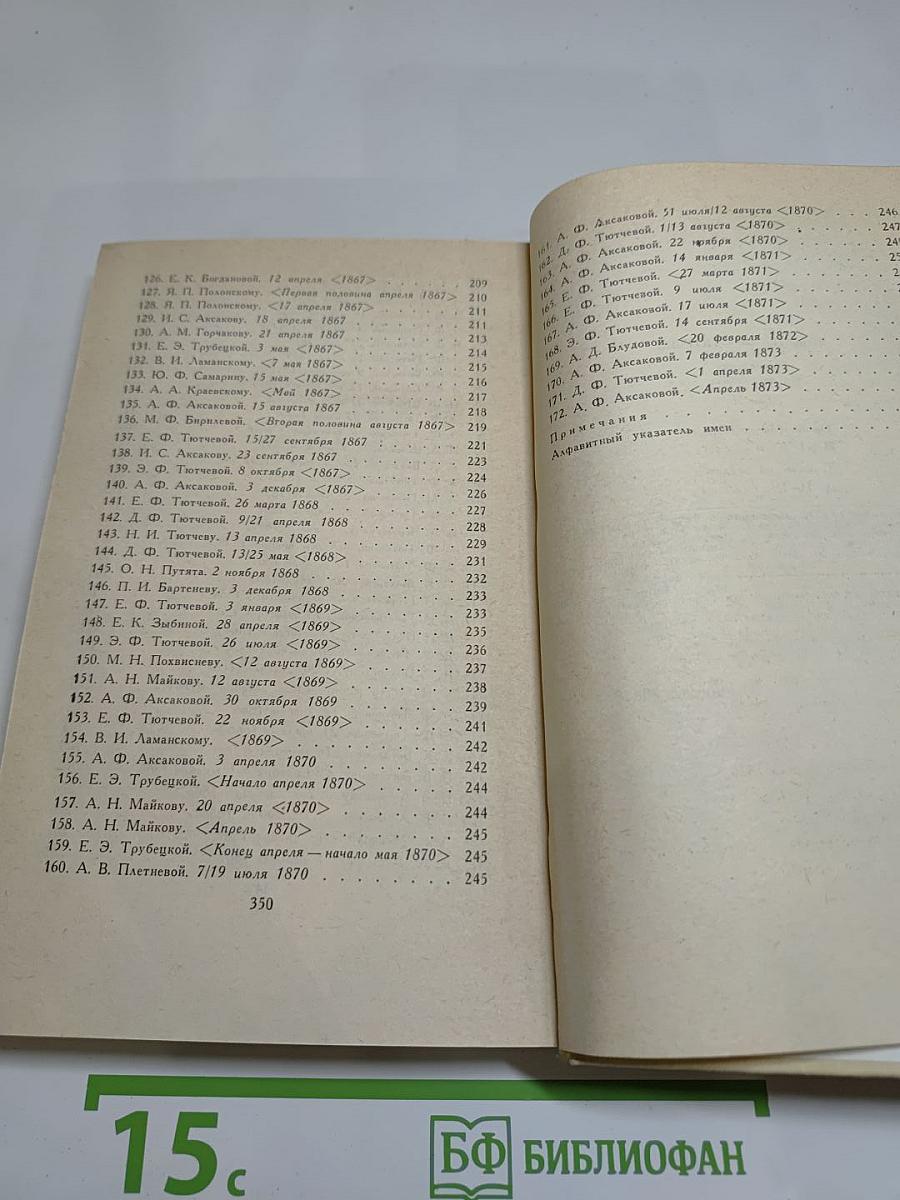 126. Е. К. Богдановой. 12 апреля <1867> . . . . . . . 209
127. Я. П. Полонскому. <Первая половина апреля 1867> 210
128. Я. П. Полонскому. <17 апреля 1867> . . . . . . 211
129. И. С. Аксакову. 18 апреля 1867 . . . . . . . . 211
130. А. М. Горчакову. 21 апреля 1867 . . . . . . . . 213
131. Е. Э. Трубецкой. 3 мая <1867> . . . . . . . . 214
132. В. И. Ламанскому. <7 мая 1867> . . . . . . . . 215
133. Ю. Ф. Самарину. 15 мая <1867> . . . . . . . . 216
134. А. А. Краевскому. <Май 1867> . . . . . . . . 217
135. А. Ф. Аксаковой. 15 августа 1867 . . . . . . . . 218
136. М. Ф. Бирилевой. <Вторая половина августа 1867> 219
137. Е. Ф. Тютчевой. 15/27 сентября 1867 . . . . . . 221
138. И. С. Аксакову. 23 сентября 1867 . . . . . . . . 223
139. Э. Ф. Тютчевой. 8 октября <1867> . . . . . . . . 224
140. А. Ф. Аксаковой. 3 декабря <1867> . . . . . . . 226
141. Е. Ф. Тютчевой. 26 марта 1868 . . . . . . . . 227
142. Д. Ф. Тютчевой. 9/21 апреля 1868 . . . . . . . 228
143. Н. И. Тютчеву. 13 апреля 1868 . . . . . . . . 229
144. Д. Ф. Тютчевой. 13/25 мая <1868> . . . . . . . 231
145. О. Н. Путята. 2 ноября 1868 . . . . . . . . 232
146. П. И. Бартеневу. 3 декабря 1868 . . . . . . . . 233
147. Е. Ф. Тютчевой. 3 января <1869> . . . . . . . . 233
148. Е. К. Зыбиной. 28 апреля <1869> . . . . . . . . 235
149. Э. Ф. Тютчевой. 26 июля <1869> . . . . . . . . 236
150. М. Н. Похвисневу. <12 августа 1869> . . . . . . 237
151. А. Н. Майкову. 12 августа <1869> . . . . . . . . 238
152. А. Ф. Аксаковой. 30 октября 1869 . . . . . . . . 239
153. Е. Ф. Тютчевой. 22 ноября <1869> . . . . . . . . 241
154. В. И. Ламанскому. <1869> . . . . . . . . 242
155. А. Ф. Аксаковой. 3 апреля 1870 . . . . . . . . 242
156. Е. Э. Трубецкой. <Начало апреля 1870> . . . . . . 244
157. А. Н. Майкову. 20 апреля <1870> . . . . . . . . 244
158. А. Н. Майкову. <Апрель 1870> . . . . . . . . 245
159. Е. Э. Трубецкой. <Конец апреля — начало мая 1870> 245
160. А. В. Плетневой. 7/19 июля 1870 . . . . . . . . 245
350
161. А. Ф. Аксаковой. 31 июля/12 августа <1870> . . . 246
162. Д. Ф. Тютчевой. 1/13 августа <1870> . . . . . . 247
163. А. Ф. Аксаковой. 22 ноября <1870> . . . . . .
164. А. Ф. Аксаковой. 14 января <1871> . . . . . .
165. Е. Ф. Тютчевой. <27 марта 1871> . . . . . .
166. Е. Ф. Тютчевой. 9 июля <1871> . . . . . .
167. А. Ф. Аксаковой. 17 июля <1871> . . . . . .
168. Э. Ф. Тютчевой. 14 сентября <1871> . . . . . .
169. А. Д. Блудовой. <20 февраля 1872> . . . . . .
170. А. Ф. Аксаковой. 7 февраля 1873 . . . . . .
171. Д. Ф. Тютчевой. <1 апреля 1873> . . . . . .
172. А. Ф. Аксаковой. <Апрель 1873> . . . . . .
Примечания . . . . . . . . . .
Алфавитный указатель имен . . . . . . . .
15 с
БФ БИБЛИОФАН